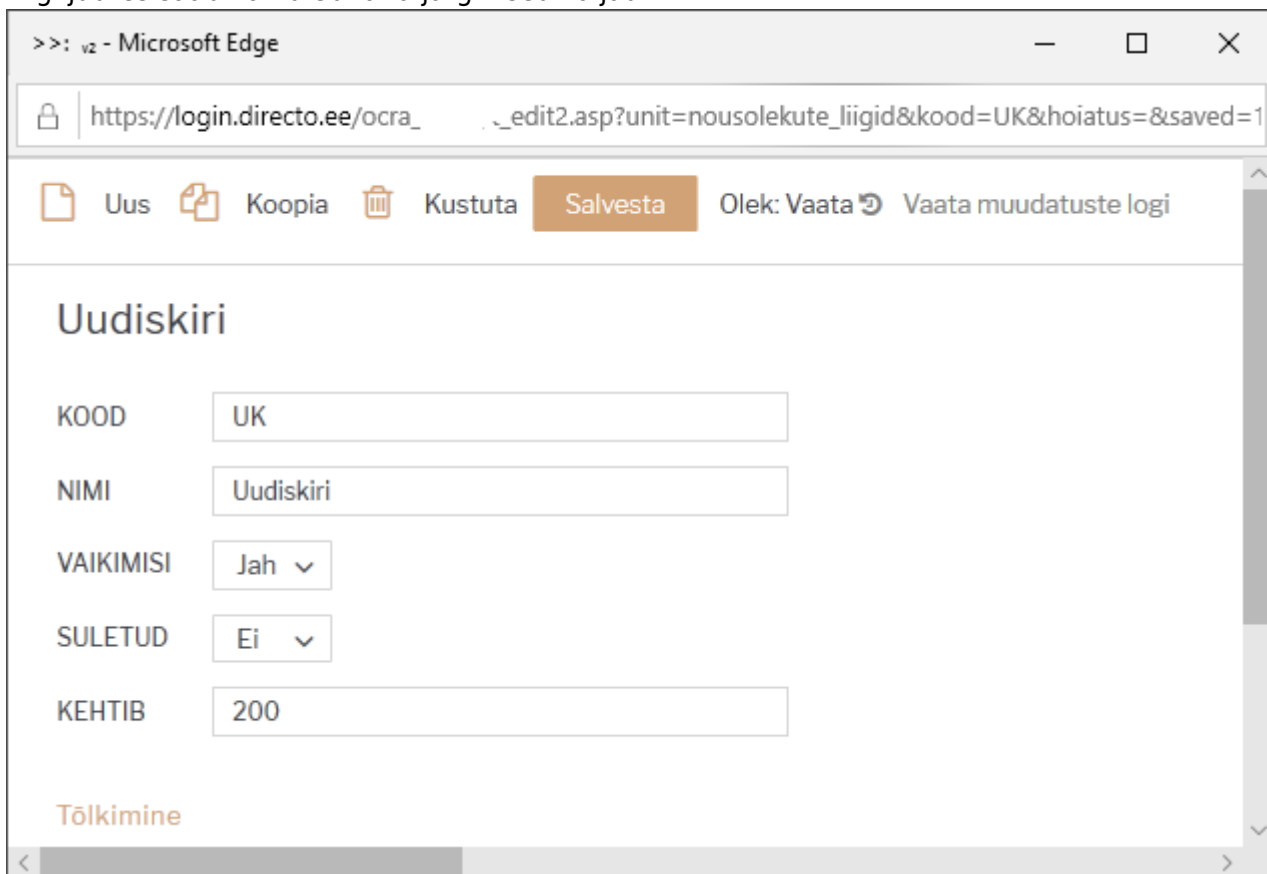 >>: v2 - Microsoft Edge
https://login.directo.ee/ocra_ _edit2.asp?unit=nousolekute_liigid&kood=UK&hoiatus=&saved=1
Uus Koopia Kustuta Salvesta Olek: Vaata Vaata muudatuste logi
Uudiskiri
KOOD UK
NIMI Uudiskiri
VAIKIMISI Jah
SULETUD Ei
KEHTIB 200
Tõlkimine